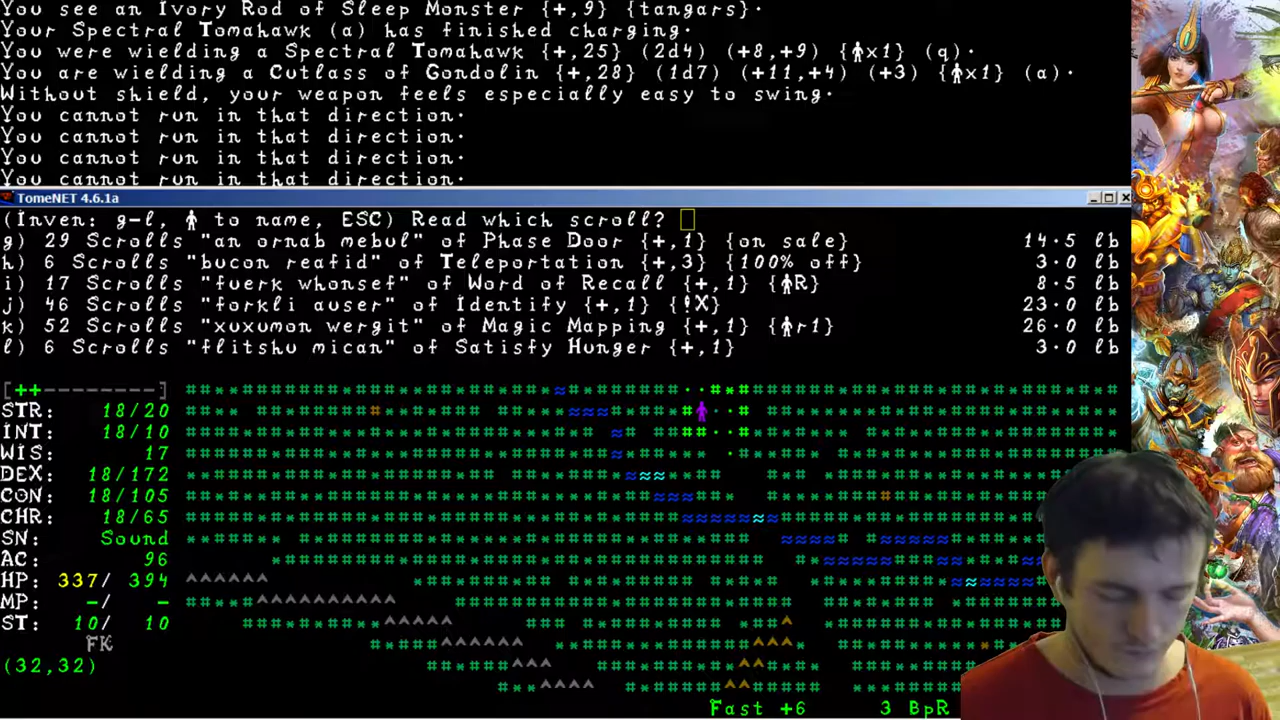 You see an Ivory Rod of Sleep Monster {+,9} {tangars}.
Your Spectral Tomahawk (a) has finished charging.
You were wielding a Spectral Tomahawk {+,25} (2d4) (+8,+9) {x1} (q).
You are wielding a Cutlass of Gondolin {+,28} (1d7) (+11,+4) (+3) {x1} (a).
Without shield, your weapon feels especially easy to swing.
You cannot run in that direction.
You cannot run in that direction.
You cannot run in that direction.
You cannot run in that direction.
TomeNET 4.6.1a
(Inven: g-l, to name, ESC) Read which scroll?
g) 29 Scrolls "an ornab mebul" of Phase Door {+,1} {on sale} 14.5 lb
h) 6 Scrolls "bucon reafid" of Teleportation {+,3} {100% off} 3.0 lb
i) 17 Scrolls "fuerk whonsef" of Word of Recall {+,1} {R} 8.5 lb
j) 46 Scrolls "forkli auser" of Identify {+,1} {!X} 23.0 lb
k) 52 Scrolls "xuxumon wergit" of Magic Mapping {+,1} {r1} 26.0 lb
l) 6 Scrolls "flitshu mican" of Satisfy Hunger {+,1} 3.0 lb
[++--------]
STR: 18/20
INT: 18/10
WIS: 17
DEX: 18/172
CON: 18/105
CHR: 18/65
SN: Sound
AC: 96
HP: 337/ 394
MP: -/ -
ST: 10/ 10
FK
(32,32)
Fast +6 3 BpR